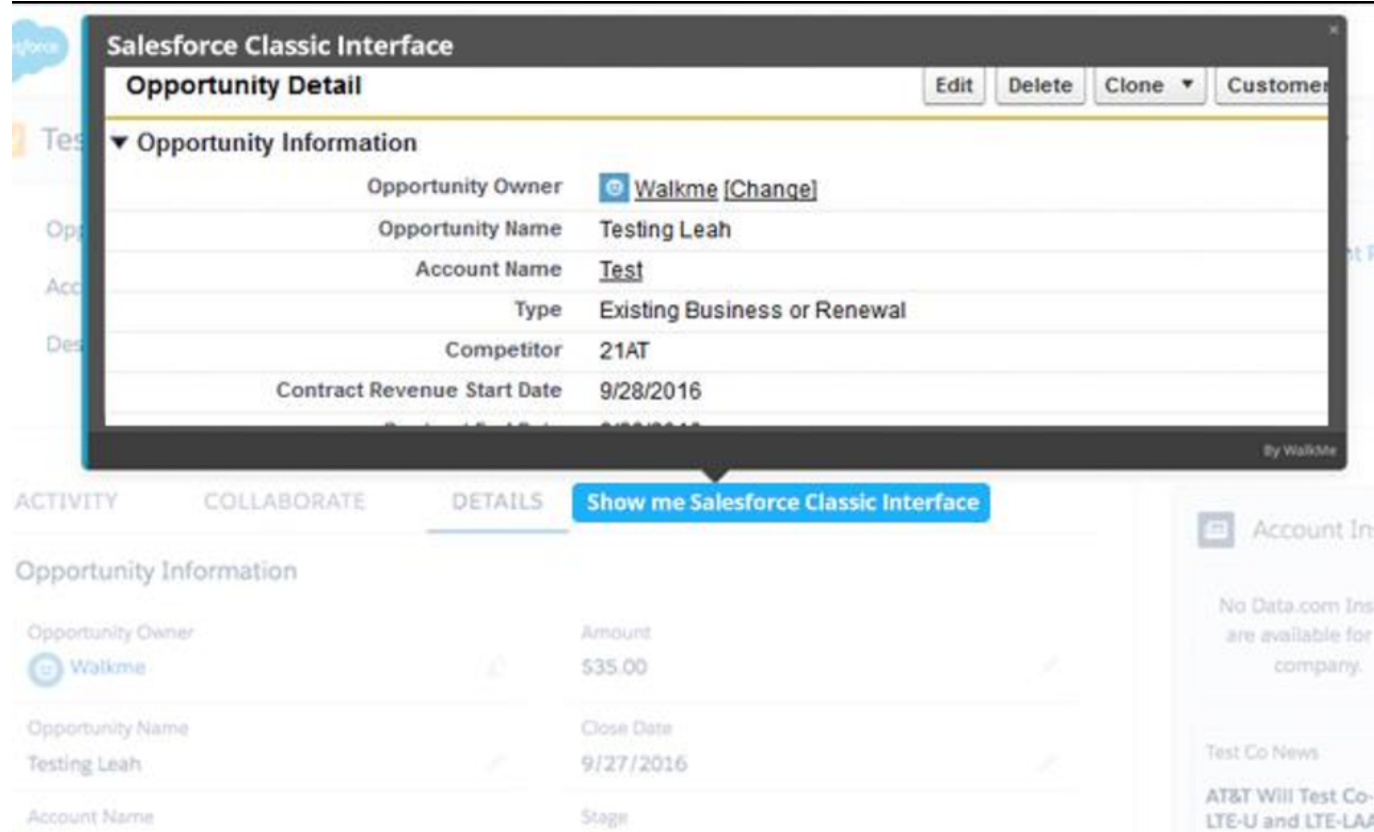 Salesforce Classic Interface
Opportunity Detail
Edit
Delete
Clone
Customer
Tes
Opportunity Information
Opportunity Owner
Walkme [Change]
Opportunity Name
Testing Leah
Account Name
Test
Type
Existing Business or Renewal
Competitor
21AT
Contract Revenue Start Date
9/28/2016
Opp
Acc
Des
By WalkMe
ACTIVITY
COLLABORATE
DETAILS
Show me Salesforce Classic Interface
Opportunity Information
Opportunity Owner
Walkme
Amount
$35.00
Opportunity Name
Testing Leah
Close Date
9/27/2016
Account Name
Stage
Account In
No Data.com Ins
are available for
company.
Test Co News
AT&T Will Test Co-
LTE-U and LTE-LAA